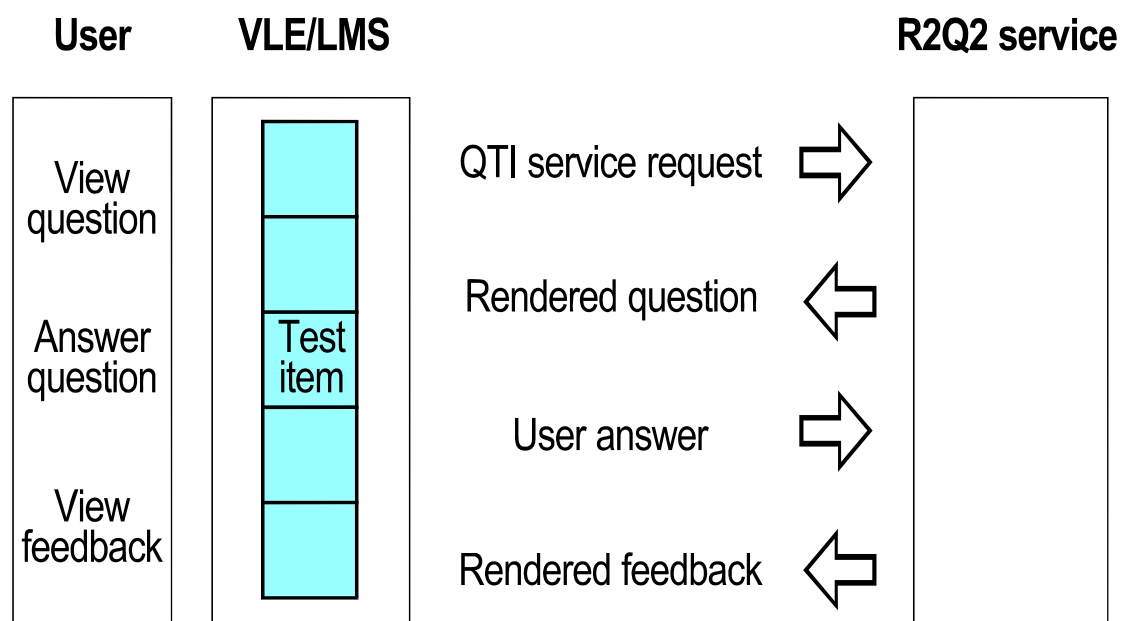 User
VLE/LMS
R2Q2 service
View
question
Answer
question
View
feedback
Test
item
QTI service request
Rendered question
User answer
Rendered feedback